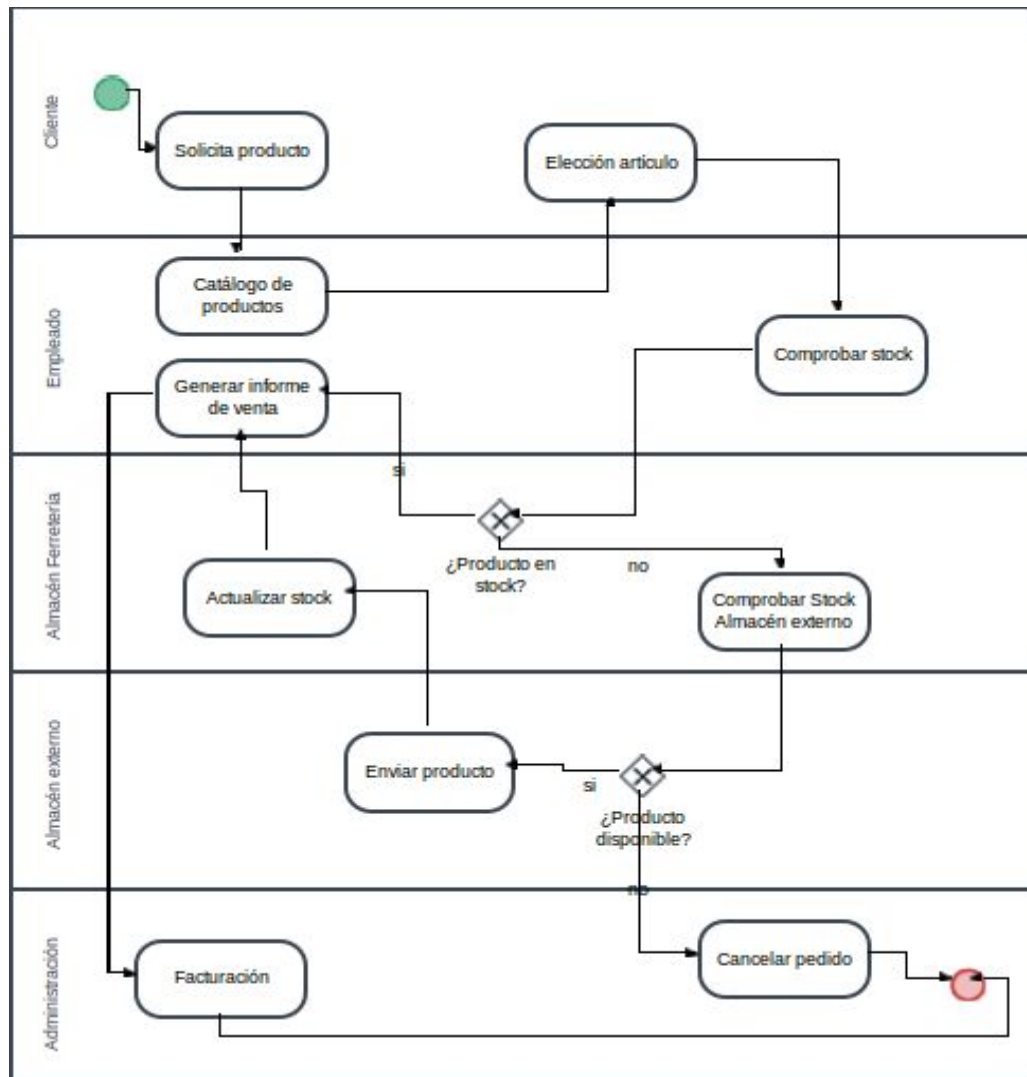 Cliente
Solicita producto
Elección artículo
Empleado
Catálogo de
productos
Comprobar stock
Generar informe
de venta
si
Almacén Ferretería
¿Producto en
stock?
no
Actualizar stock
Comprobar Stock
Almacén externo
Almacén externo
Enviar producto
si
¿Producto
disponible?
no
Administración
Facturación
Cancelar pedido